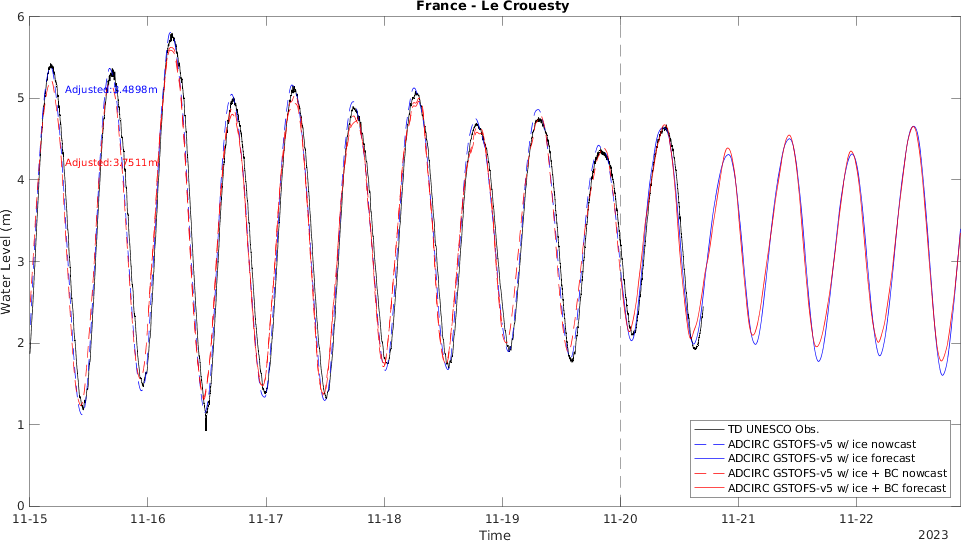 France - Le Crouesty
6
5
4
3
2
1
0
Water Level (m)
Adjusted:3.4898m
Adjusted:3.7511m
TD UNESCO Obs.
ADCIRC GSTOFS-v5 w/ ice nowcast
ADCIRC GSTOFS-v5 w/ ice forecast
ADCIRC GSTOFS-v5 w/ ice + BC nowcast
ADCIRC GSTOFS-v5 w/ ice + BC forecast
11-15 11-16 11-17 11-18 11-19 11-20 11-21 11-22
Time
2023